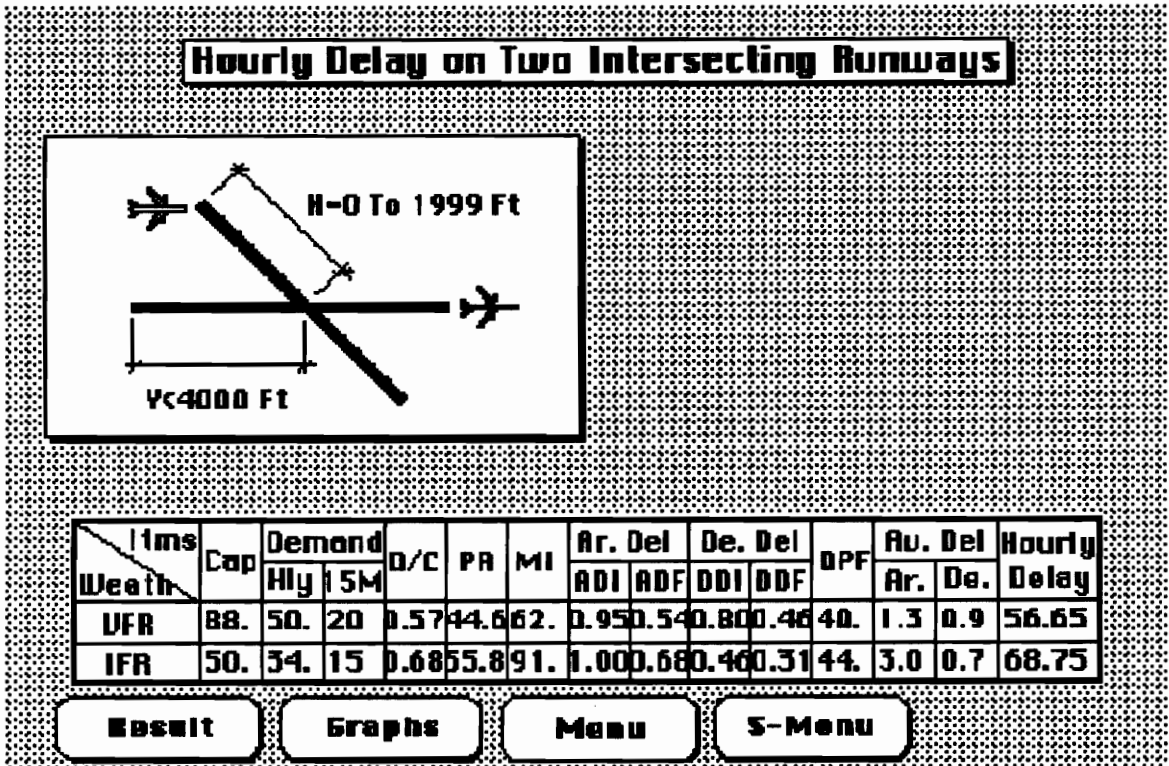 Hourly Delay on Two Intersecting Runways
H=0 To 1999 Ft
Y<4000 Ft
Itms Cap Demand D/C PA MI Ar. Del De. Del DPF Av. Del Hourly
Weath Hly 15M ADI ADF DDI DDF Ar. De. Delay
VFR 88. 50. 20 0.57 44.6 62. 0.95 0.54 0.80 0.46 40. 1.3 0.9 56.65
IFR 50. 34. 15 0.68 55.8 91. 1.00 0.68 0.46 0.31 44. 3.0 0.7 68.75
Result Graphs Menu S-Menu